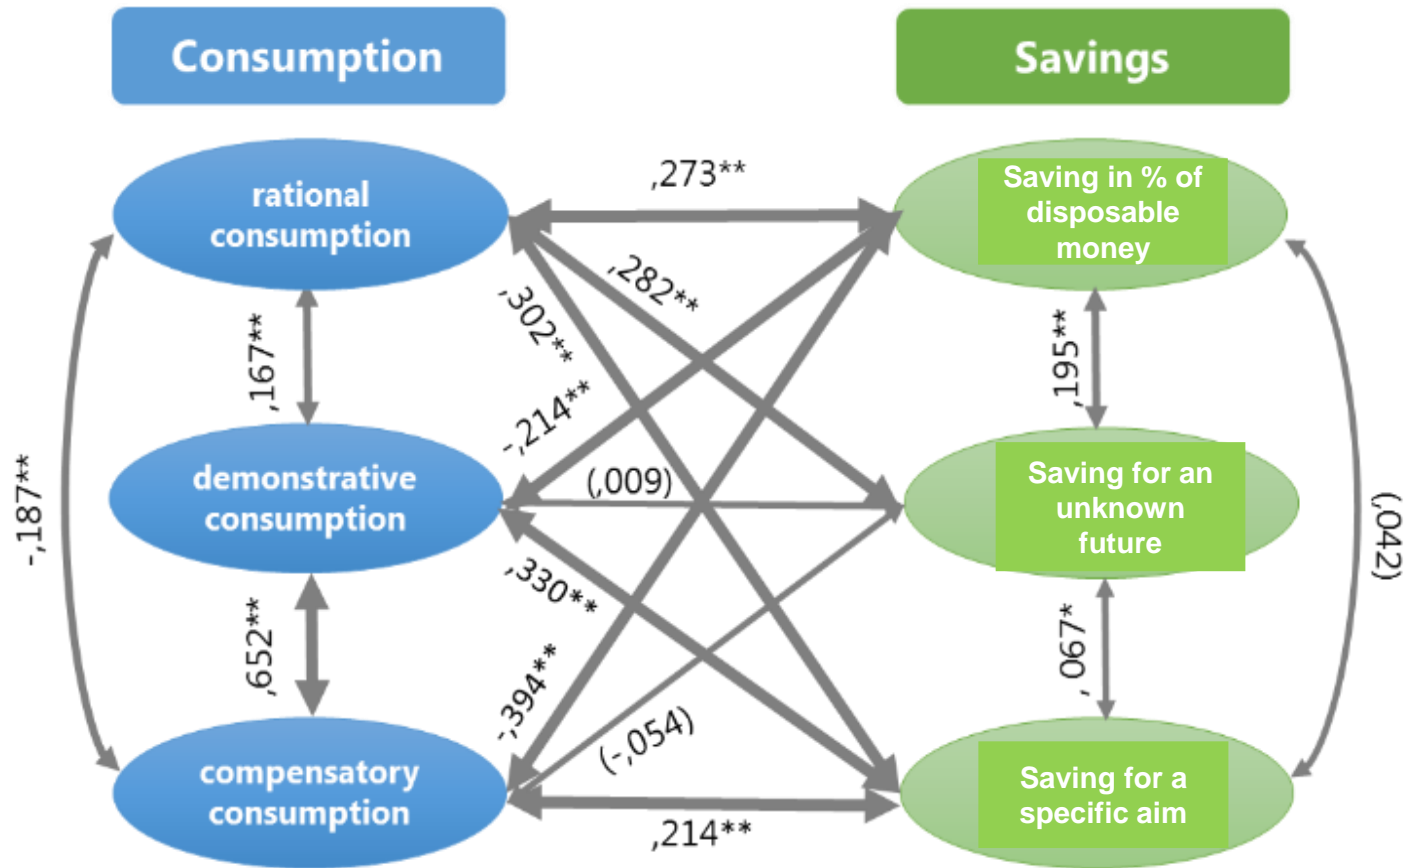 Consumption
Savings
rational
consumption
,273**
Saving in % of
disposable
money
,282**
,302**
,167**
,195**
-,214**
demonstrative
consumption
(,009)
Saving for an
unknown
future
-,187**
(,042)
,330**
,652**
,067*
-,394**
(-,054)
compensatory
consumption
,214**
Saving for a
specific aim